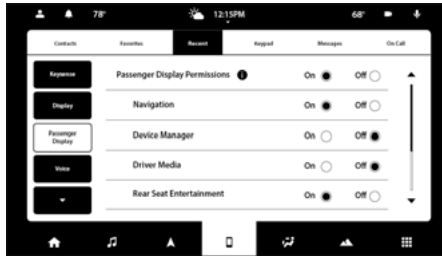 78° 12:15PM 68°
Contacts Favorites Recent Keypad Messages On Call
Keysense
Display
Passenger
Display
Voice
Passenger Display Permissions On Off
Navigation On Off
Device Manager On Off
Driver Media On Off
Rear Seat Entertainment On Off